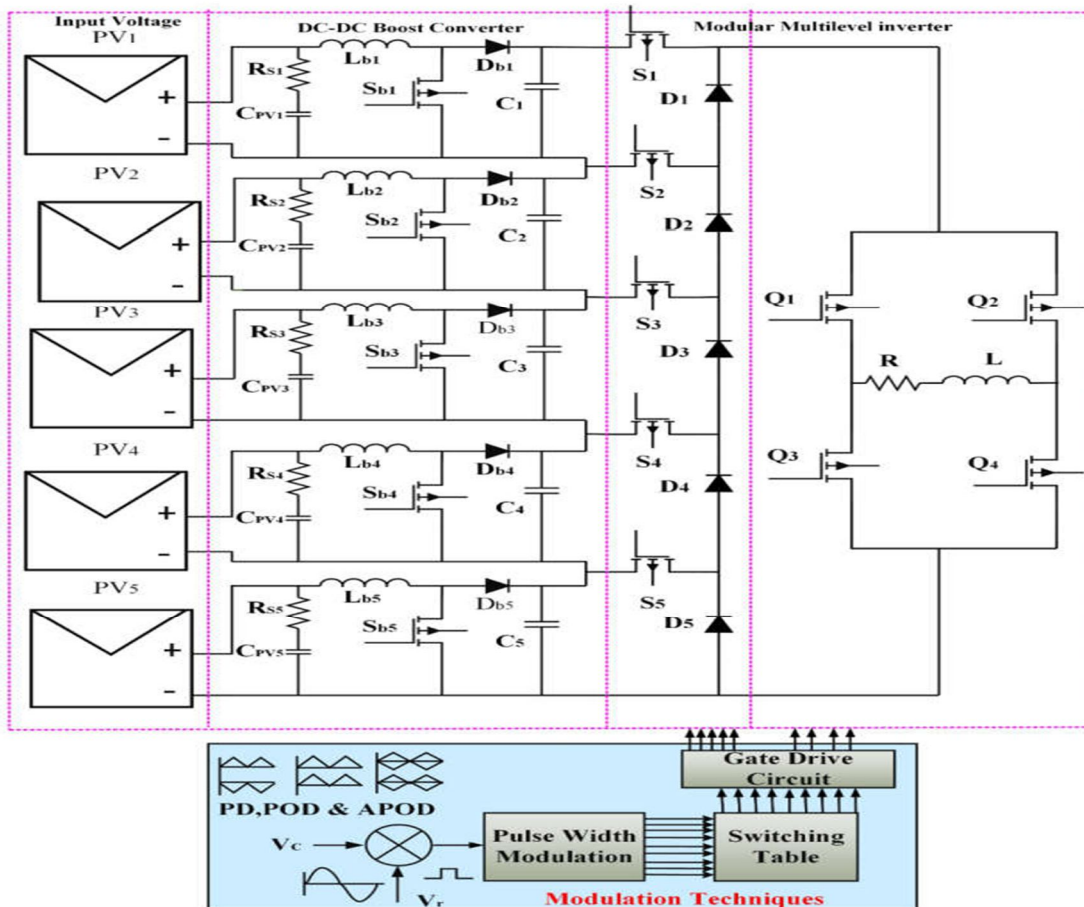 Input Voltage
DC-DC Boost Converter
Modular Multilevel inverter
PV1
+
-
RS1
CPV1
Lb1
Sb1
Db1
C1
S1
D1
PV2
+
-
RS2
CPV2
Lb2
Sb2
Db2
C2
S2
D2
PV3
+
-
RS3
CPV3
Lb3
Sb3
Db3
C3
S3
D3
PV4
+
-
RS4
CPV4
Lb4
Sb4
Db4
C4
S4
D4
PV5
+
-
RS5
CPV5
Lb5
Sb5
Db5
C5
S5
D5
Q1
Q2
R
L
Q3
Q4
Gate Drive
Circuit
PD,POD & APOD
Vc
Vr
Pulse Width
Modulation
Switching
Table
Modulation Techniques